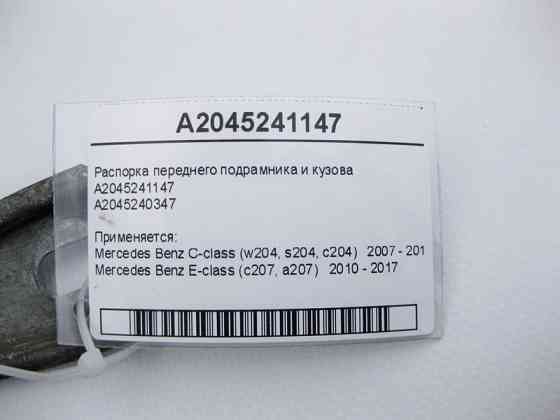 A2045241147
Распорка переднего подрамника и кузова
A2045241147
A2045240347
Применяется:
Mercedes Benz C-class (w204, s204, c204) 2007 - 201
Mercedes Benz E-class (c207, a207) 2010 - 2017